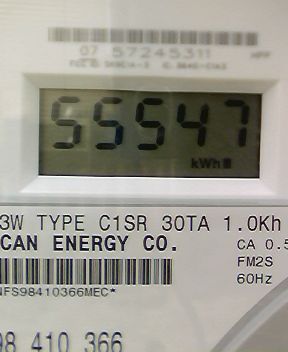 07 57245311
55547
kWh
3W TYPE C1SR 30TA 1.0Kh
CAN ENERGY CO.
CA 0.5
FM2S
60Hz
NFS98410366MEC*
98 410 366